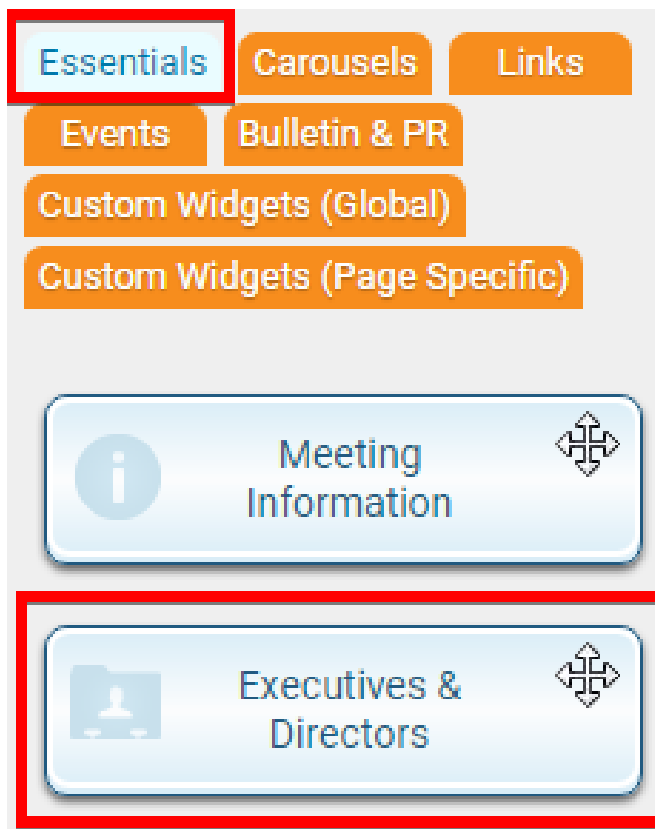 Essentials Carousels Links
Events Bulletin & PR
Custom Widgets (Global)
Custom Widgets (Page Specific)
Meeting
Information
Executives &
Directors